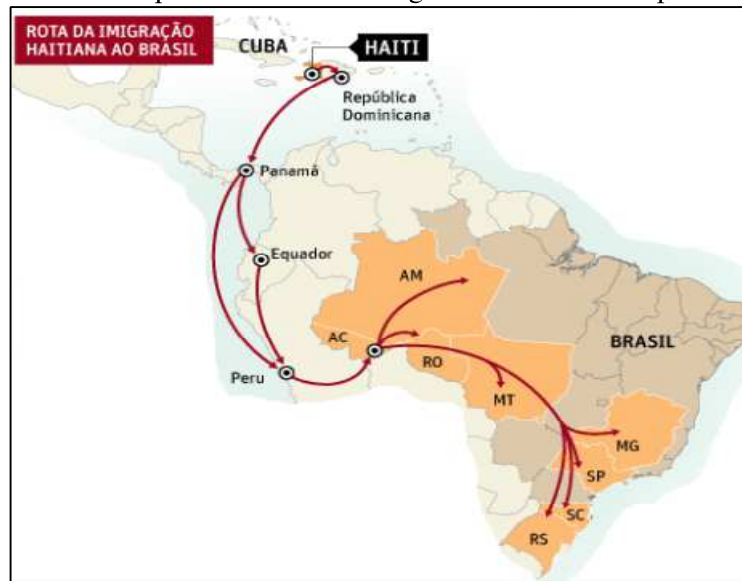 ROTA DA IMIGRAÇÃO
HAITIANA AO BRASIL
CUBA
HAITI
República
Dominicana
Panamá
Equador
AM
AC
RO
BRASIL
Peru
MT
MG
SP
SC
RS